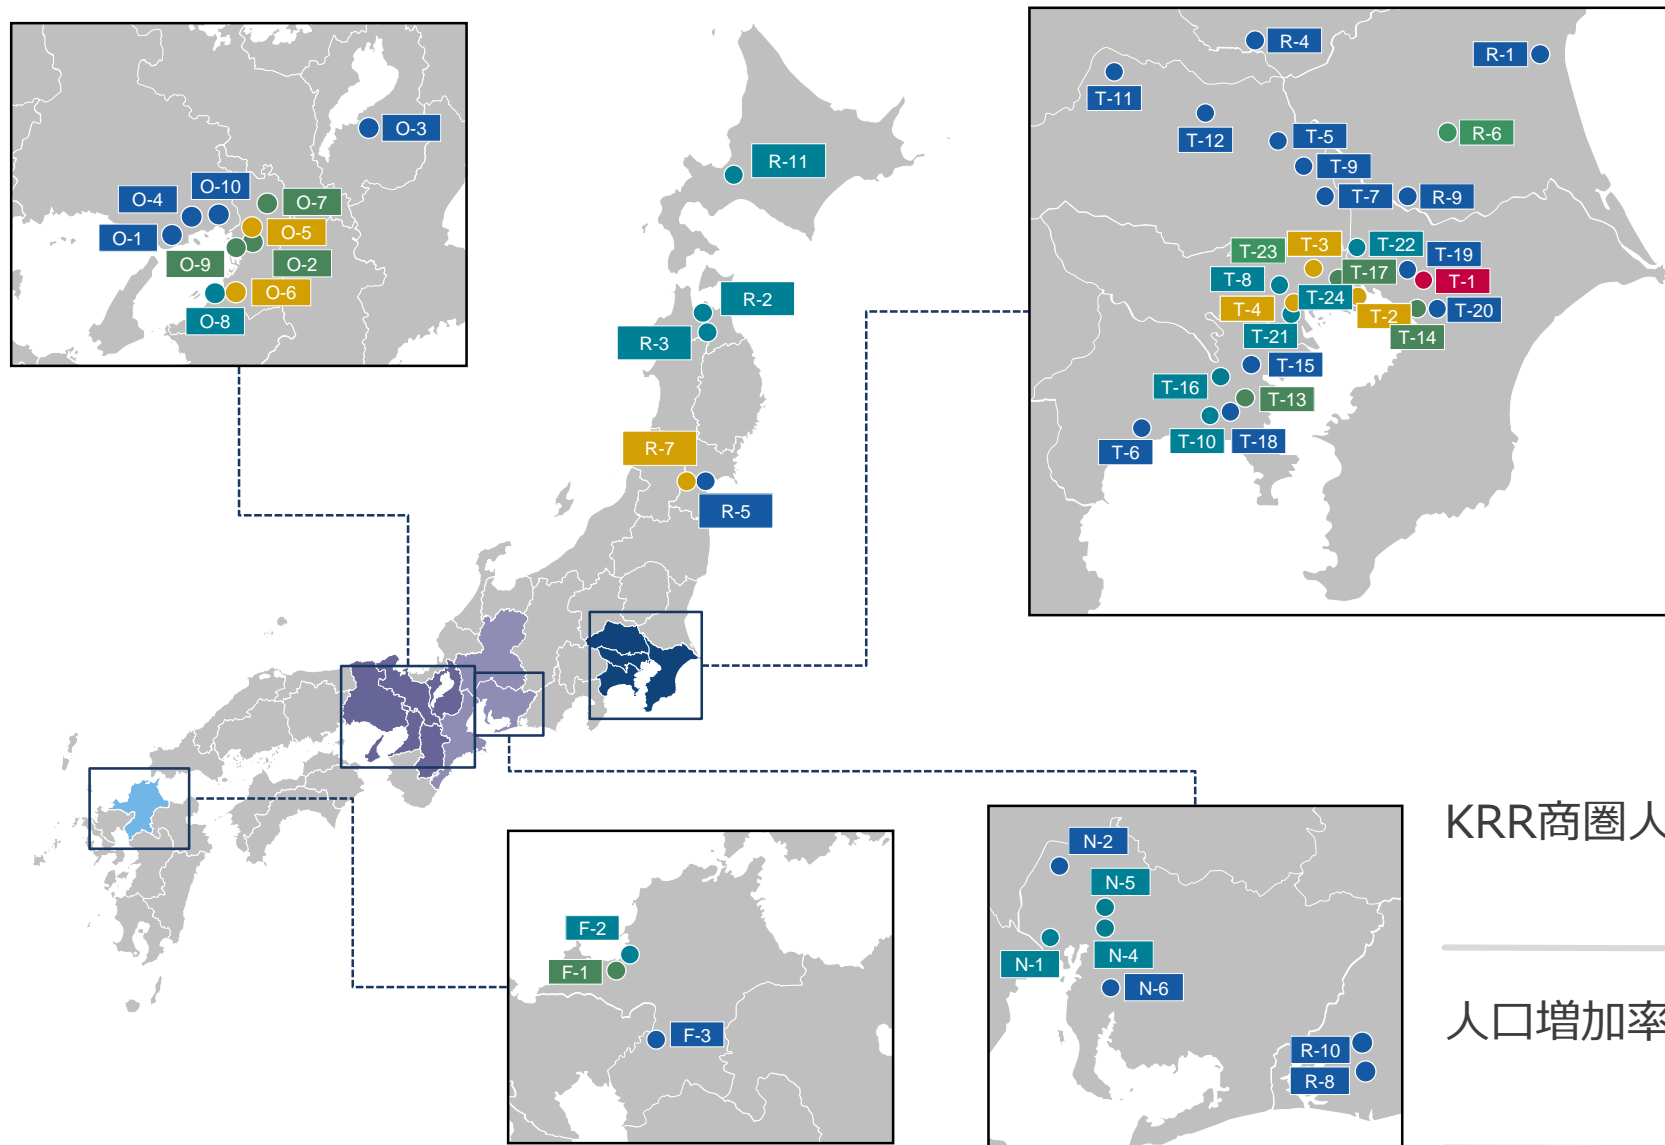 O-3
O-10
O-4
O-7
O-1
O-5
O-9
O-2
O-6
O-8
R-11
R-2
R-3
R-7
R-5
R-4
R-1
T-11
T-12
T-5
R-6
T-9
T-7
R-9
T-3
T-22
T-23
T-19
T-17
T-8
T-1
T-24
T-4
T-2
T-20
T-21
T-14
T-15
T-16
T-13
T-10
T-18
T-6
F-2
F-1
F-3
N-2
N-5
N-4
N-1
N-6
R-10
R-8
KRR商圏人
人口増加率